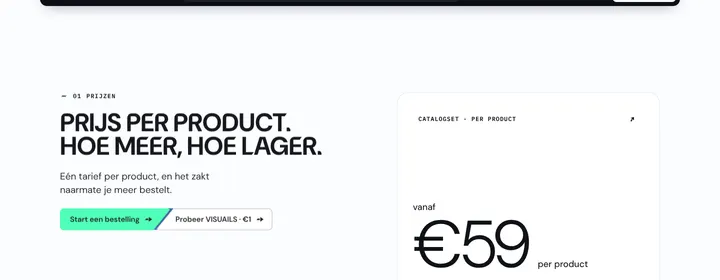 — 01 PRIJZEN
PRIJS PER PRODUCT.
HOE MEER, HOE LAGER.
Eén tarief per product, en het zakt
naarmate je meer bestelt.
Start een bestelling →
Probeer VISUALS · €1 →
CATALOGSET · PER PRODUCT ↗
vanaf
€59 per product